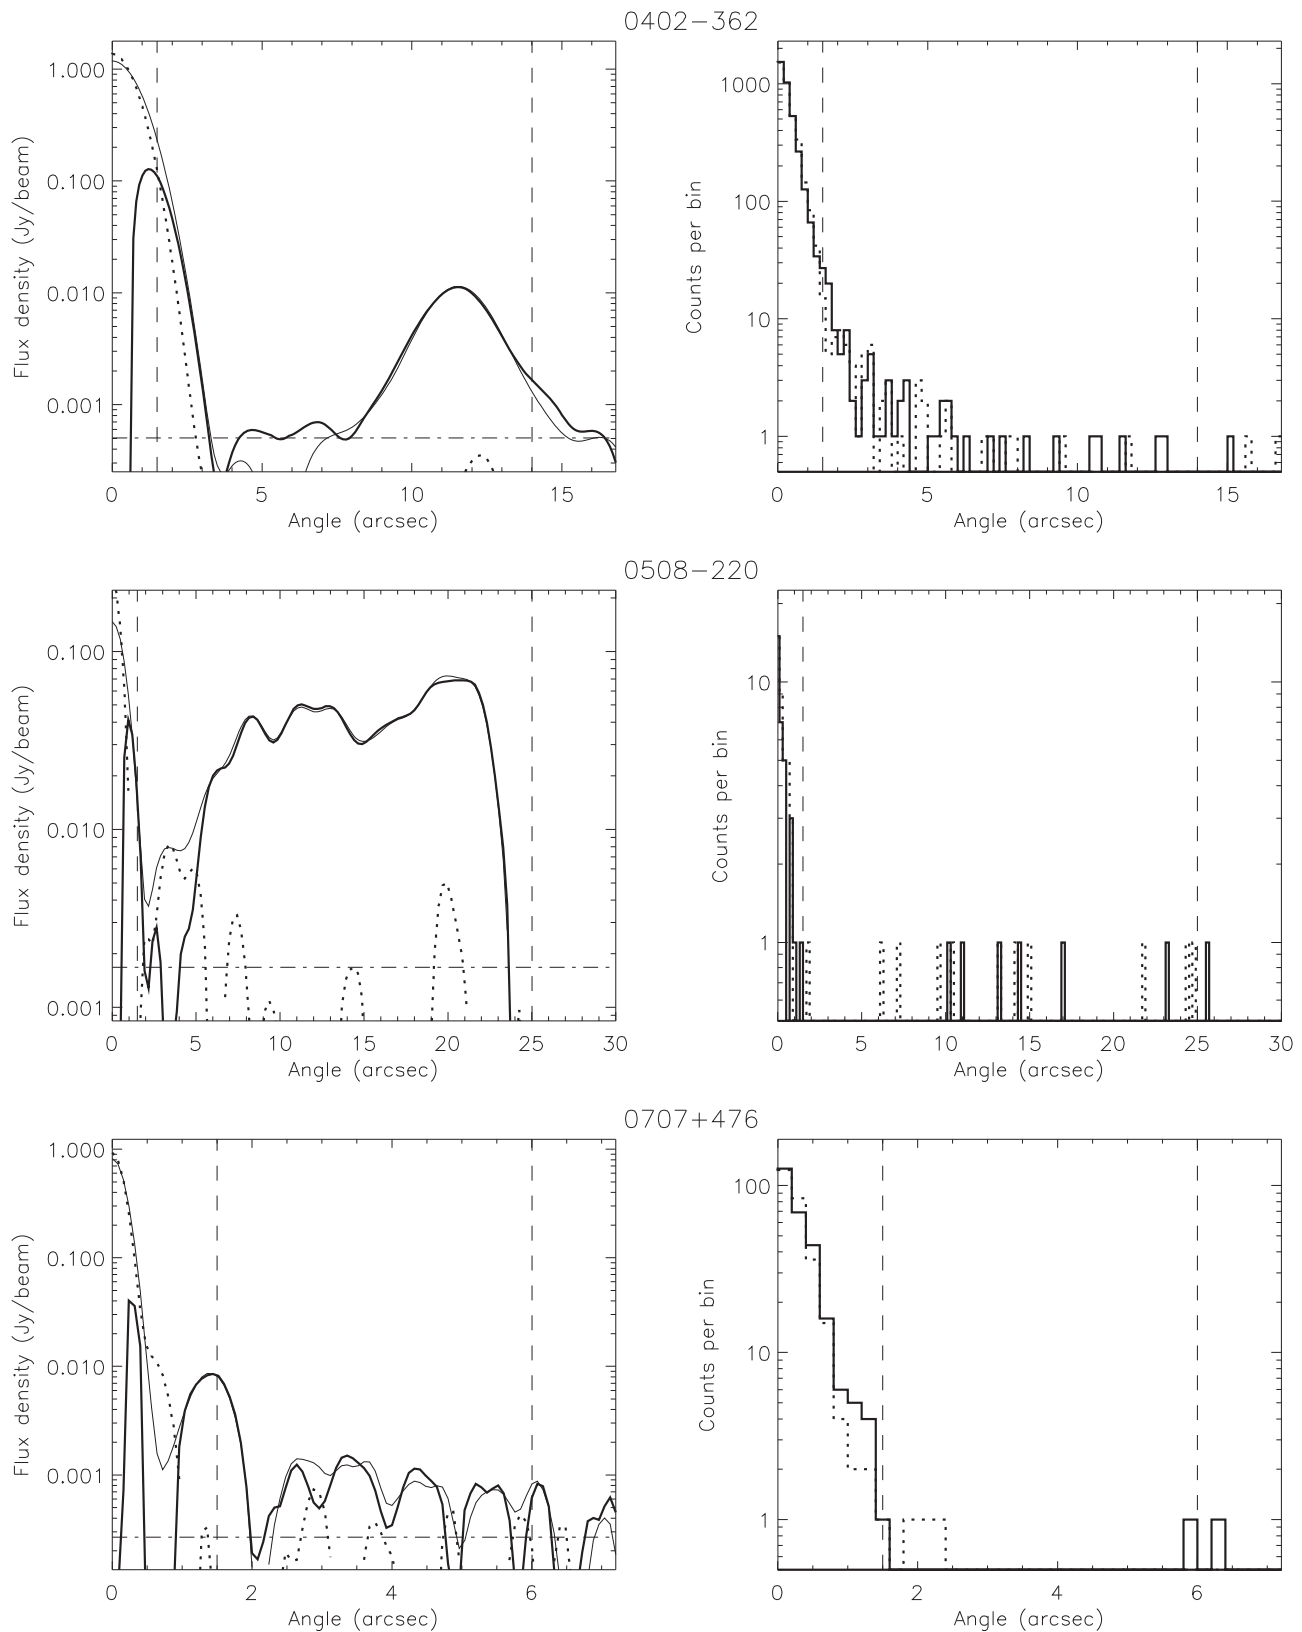 0402−362
1.000
0.100
0.010
0.001
Flux density (Jy/beam)
0 5 10 15
Angle (arcsec)
1000
100
10
1
Counts per bin
0 5 10 15
Angle (arcsec)
0508−220
0.100
0.010
0.001
Flux density (Jy/beam)
0 5 10 15 20 25 30
Angle (arcsec)
10
1
Counts per bin
0 5 10 15 20 25 30
Angle (arcsec)
0707+476
1.000
0.100
0.010
0.001
Flux density (Jy/beam)
0 2 4 6
Angle (arcsec)
100
10
1
Counts per bin
0 2 4 6
Angle (arcsec)